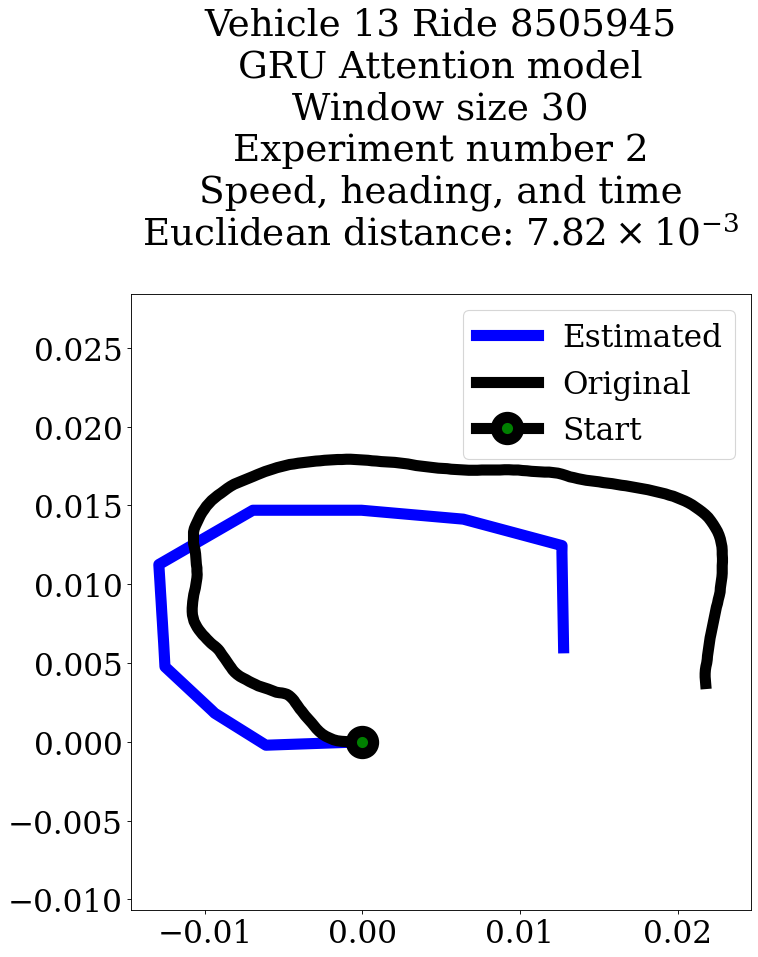 Vehicle 13 Ride 8505945
GRU Attention model
Window size 30
Experiment number 2
Speed, heading, and time
Euclidean distance: 7.82 × 10⁻³
Estimated
Original
Start
0.025
0.020
0.015
0.010
0.005
0.000
−0.005
−0.010
−0.01 0.00 0.01 0.02